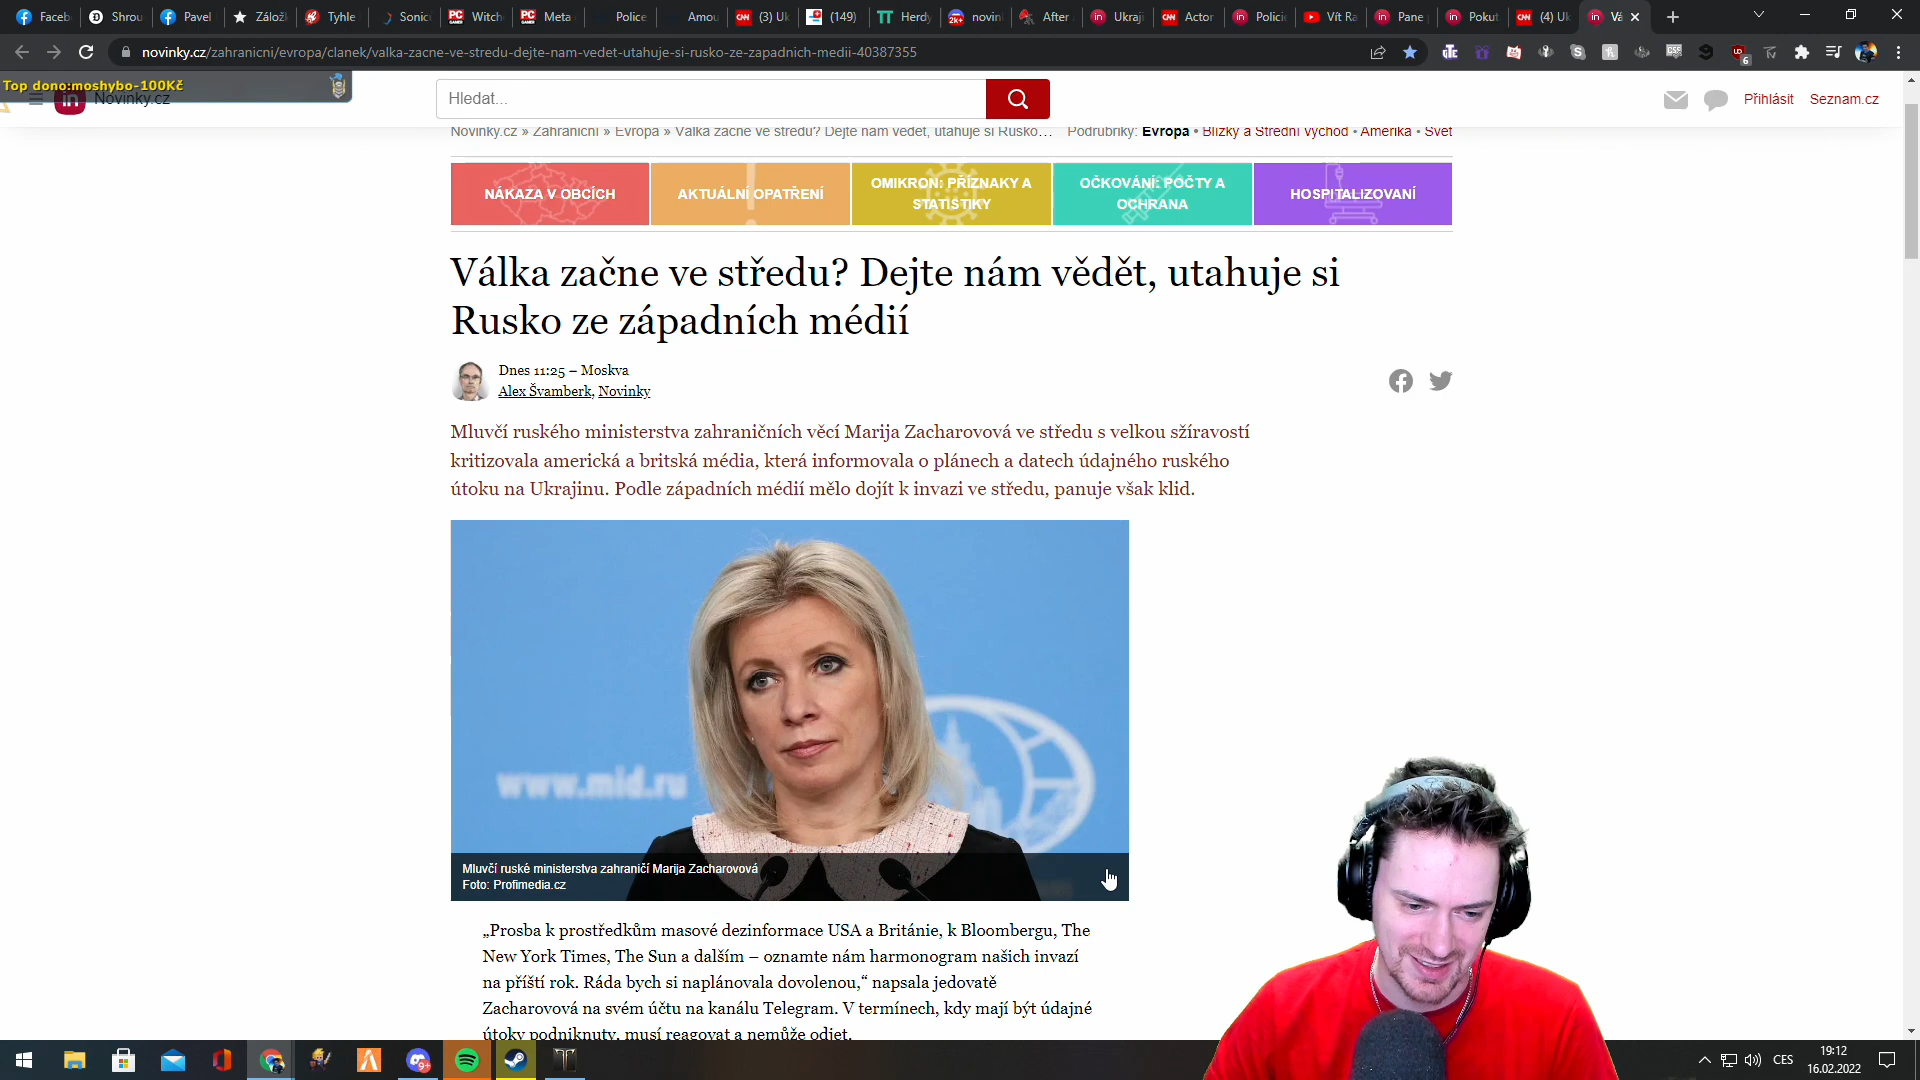 Faceb
Shrou
Pavel
Zálož
Tyhle
Sonic
Witch
Meta
Police
Amou
(3) Uk
(149)
Herdy
novin
After
Ukraji
Actor
Polici
Vít Ra
Pane
Pokut
(4) Uk
Vá
novinky.cz/zahranicni/evropa/clanek/valka-zacne-ve-stredu-dejte-nam-vedet-utahuje-si-rusko-ze-zapadnich-medii-40387355
Top dono:moshybo-100Kč
Novinky.cz
Hledat...
Přihlásit
Seznam.cz
Novinky.cz » Zahraniční » Evropa » Válka začne ve středu? Dejte nám vědět, utahuje si Rusko...
Podrubriky: Evropa • Blízký a Střední východ • Amerika • Svět
NÁKAZA V OBCÍCH
AKTUÁLNÍ OPATŘENÍ
OMIKRON: PŘÍZNAKY A
STATISTIKY
OČKOVÁNÍ: POČTY A
OCHRANA
HOSPITALIZOVANÍ
Válka začne ve středu? Dejte nám vědět, utahuje si
Rusko ze západních médií
Dnes 11:25 – Moskva
Alex Švamberk, Novinky
Mluvčí ruského ministerstva zahraničních věcí Marija Zacharovová ve středu s velkou sžíravostí
kritizovala americká a britská média, která informovala o plánech a datech údajného ruského
útoku na Ukrajinu. Podle západních médií mělo dojít k invazi ve středu, panuje však klid.
www.mid.ru
Mluvčí ruské ministerstva zahraničí Marija Zacharovová
Foto: Profimedia.cz
„Prosba k prostředkům masové dezinformace USA a Británie, k Bloombergu, The
New York Times, The Sun a dalším – oznamte nám harmonogram našich invazí
na příští rok. Ráda bych si naplánovala dovolenou,“ napsala jedovatě
Zacharovová na svém účtu na kanálu Telegram. V termínech, kdy mají být údajné
útoky podniknuty, musí reagovat a nemůže odjet.
CES
19:12
16.02.2022